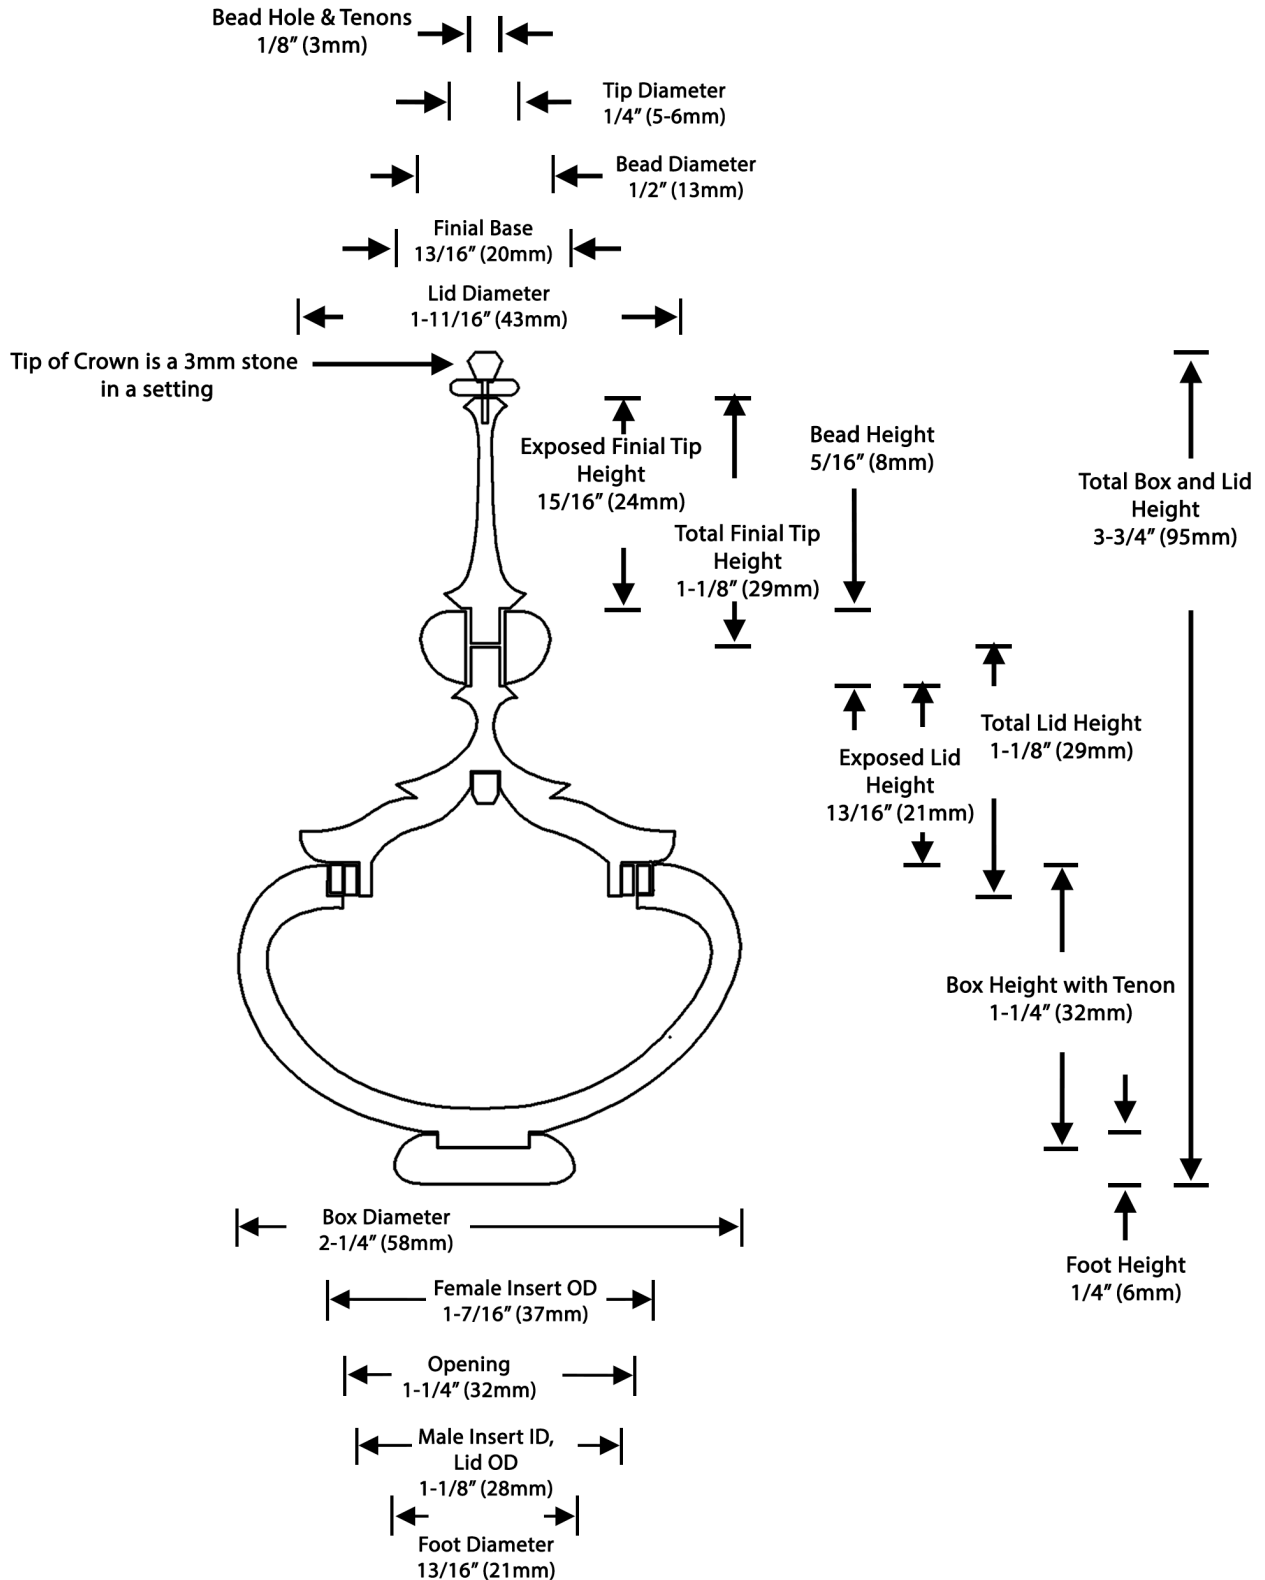 Bead Hole & Tenons
1/8” (3mm)
Tip Diameter
1/4” (5-6mm)
Bead Diameter
1/2” (13mm)
Finial Base
13/16” (20mm)
Lid Diameter
1-11/16” (43mm)
Tip of Crown is a 3mm stone
in a setting
Exposed Finial Tip
Height
15/16” (24mm)
Total Finial Tip
Height
1-1/8” (29mm)
Bead Height
5/16” (8mm)
Total Box and Lid
Height
3-3/4” (95mm)
Total Lid Height
1-1/8” (29mm)
Exposed Lid
Height
13/16” (21mm)
Box Height with Tenon
1-1/4” (32mm)
Foot Height
1/4” (6mm)
Box Diameter
2-1/4” (58mm)
Female Insert OD
1-7/16” (37mm)
Opening
1-1/4” (32mm)
Male Insert ID,
Lid OD
1-1/8” (28mm)
Foot Diameter
13/16” (21mm)